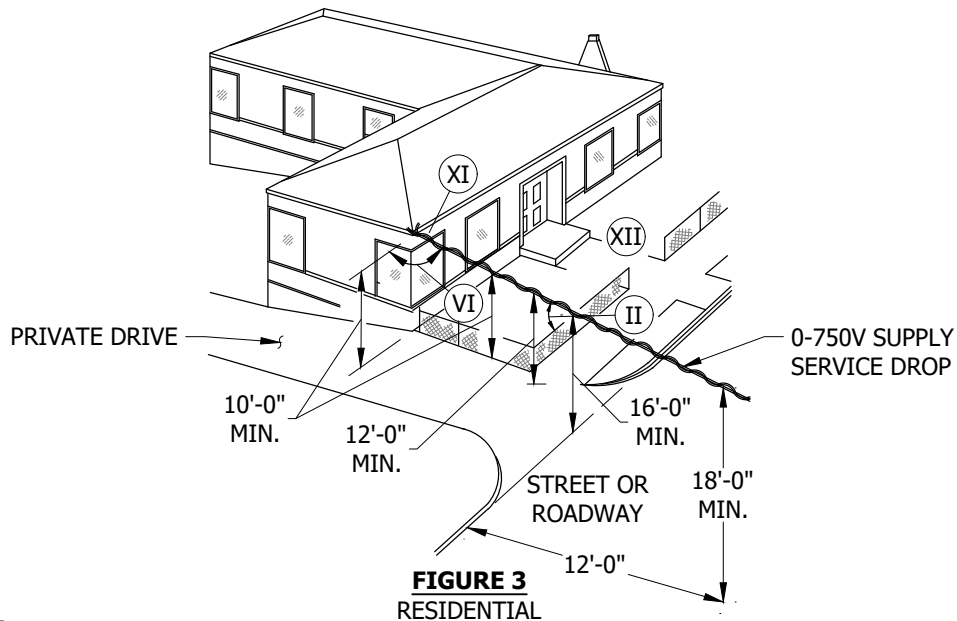 XI
XII
VI
II
PRIVATE DRIVE
0-750V SUPPLY
SERVICE DROP
10'-0"
MIN.
12'-0"
MIN.
16'-0"
MIN.
18'-0"
MIN.
STREET OR
ROADWAY
12'-0"
FIGURE 3
RESIDENTIAL